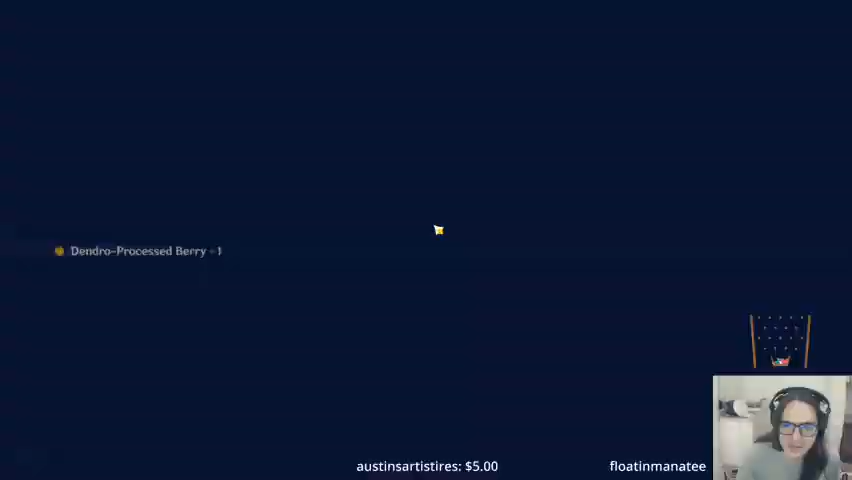 Dendro-Processed Berry +1
austinsartistires: $5.00
floatinmanatee